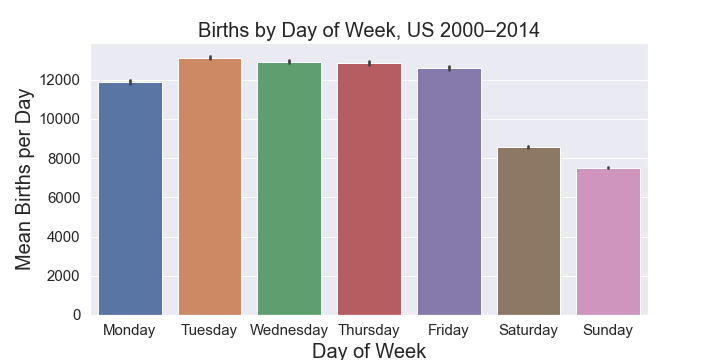 Births by Day of Week, US 2000–2014
Mean Births per Day
12000
10000
8000
6000
4000
2000
0
Monday Tuesday Wednesday Thursday Friday Saturday Sunday
Day of Week